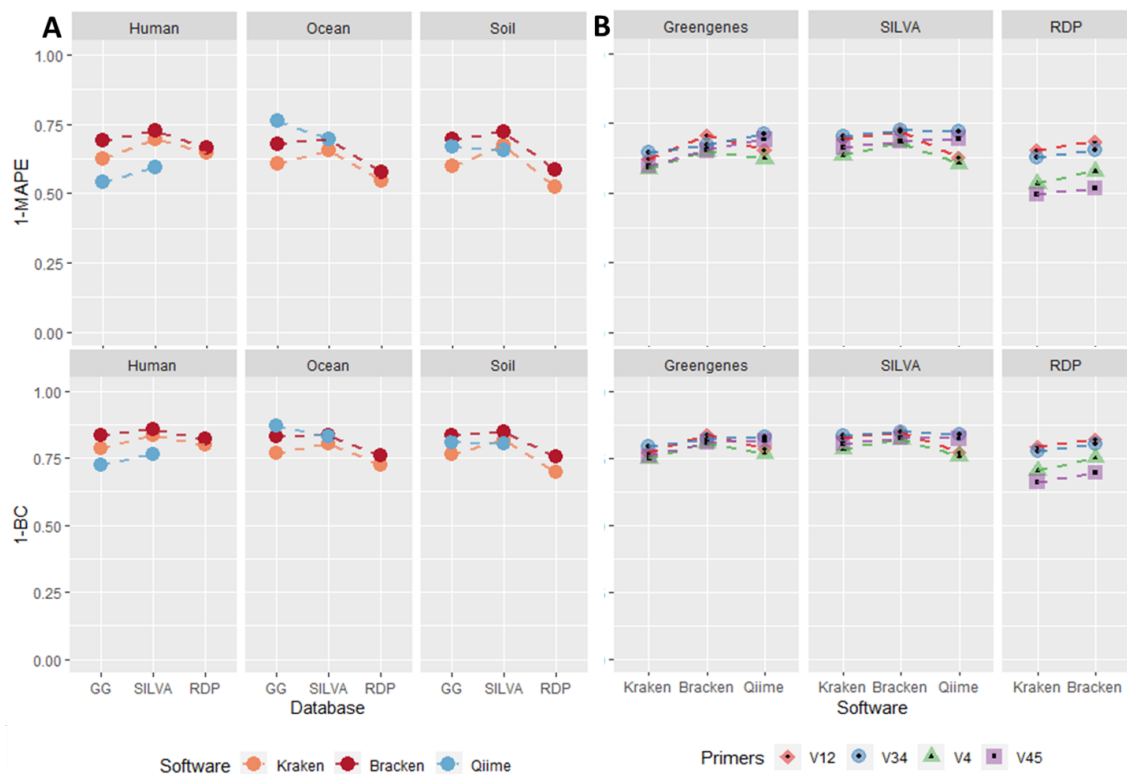 A
Human Ocean Soil
1.00
0.75
0.50
0.25
0.00
1-MAPE
Human Ocean Soil
1.00
0.75
0.50
0.25
0.00
1-BC
GG SILVA RDP GG SILVA RDP GG SILVA RDP
Database
Software Kraken Bracken Qiime
B
Greengenes SILVA RDP
Greengenes SILVA RDP
Kraken Bracken Qiime Kraken Bracken Qiime Kraken Bracken
Software
Primers V12 V34 V4 V45